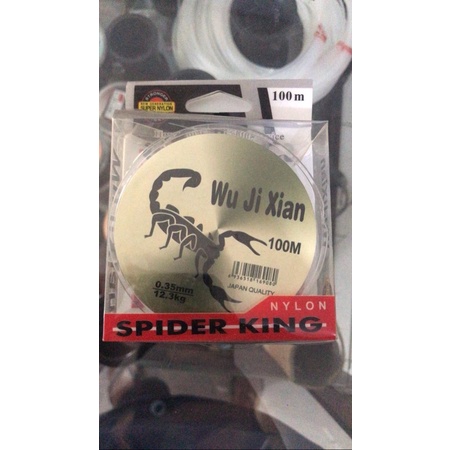 SUPER NYLON
100m
Wu Ji Xian
100M
0.35mm
12.3kg
JAPAN QUALITY
NYLON
SPIDER KING